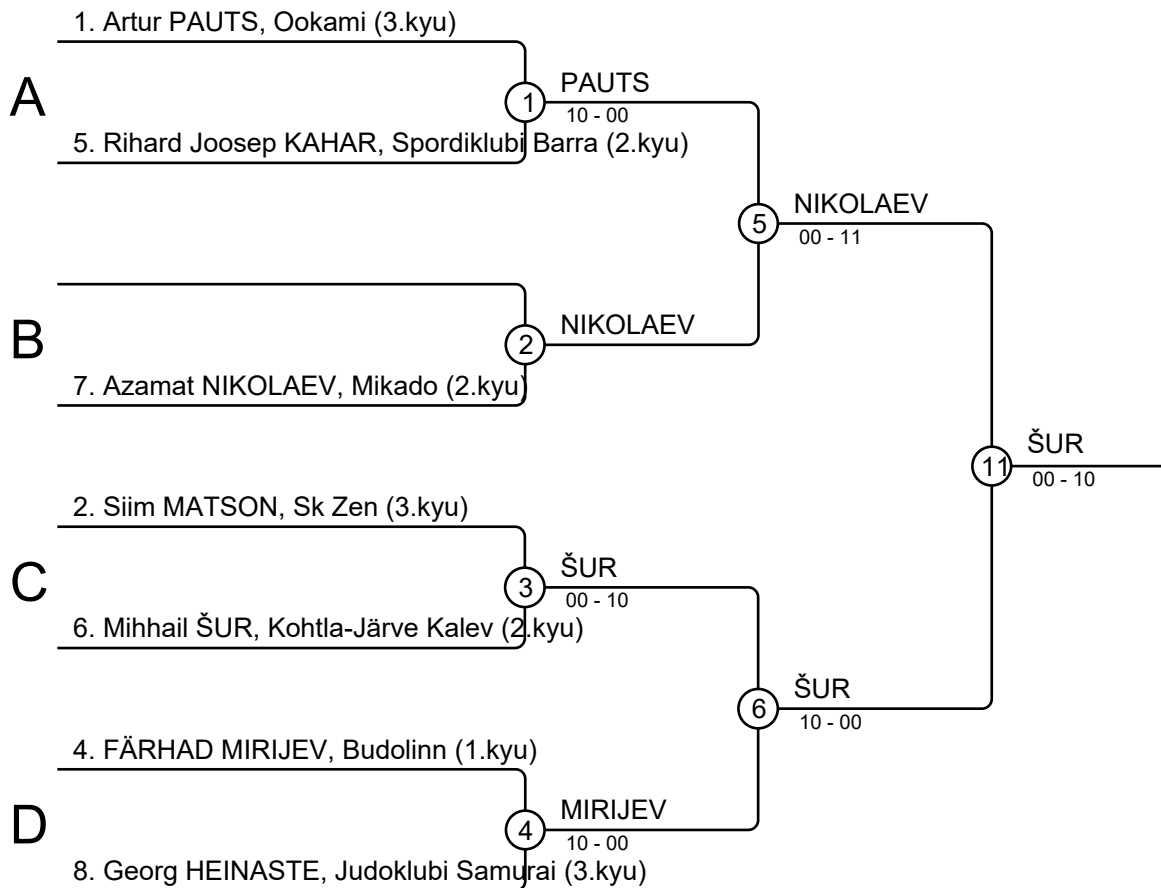 1. Artur PAUTS, Ookami (3.kyu)
A
1
PAUTS
10 - 00
5. Rihard Joosep KAHAR, Spordiklubi Barra (2.kyu)
5
NIKOLAEV
00 - 11
B
2
NIKOLAEV
7. Azamat NIKOLAEV, Mikado (2.kyu)
11
ŠUR
00 - 10
2. Siim MATSON, Sk Zen (3.kyu)
C
3
ŠUR
00 - 10
6. Mihhail ŠUR, Kohtla-Järve Kalev (2.kyu)
6
ŠUR
10 - 00
4. FÄRHAD MIRIJEV, Budolinn (1.kyu)
D
4
MIRIJEV
10 - 00
8. Georg HEINASTE, Judoklubi Samurai (3.kyu)